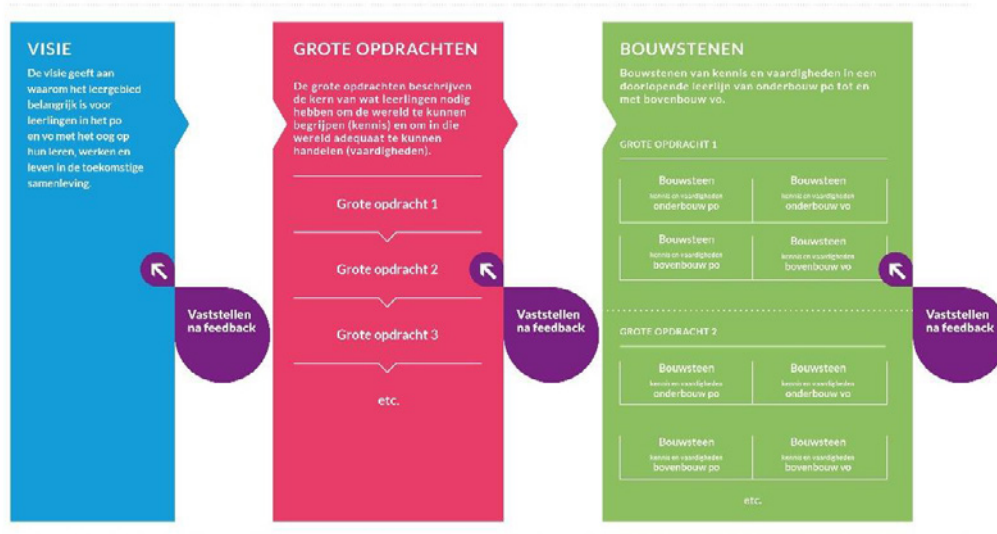 VISIE
De visie geeft aan
waarom het leergebied
belangrijk is voor
leerlingen in het po
en vo met het oog op
hun leren, werken en
leven in de toekomstige
samenleving.
Vaststellen
na feedback
GROTE OPDRACHTEN
De grote opdrachten beschrijven
de kern van wat leerlingen nodig
hebben om de wereld te kunnen
begrijpen (kennis) en om in die
wereld adequaat te kunnen
handelen (vaardigheden).
Grote opdracht 1
Grote opdracht 2
Grote opdracht 3
etc.
Vaststellen
na feedback
BOUWSTENEN
Bouwstenen van kennis en vaardigheden in een
doorlopende leerlijn van onderbouw po tot en
met bovenbouw vo.
GROTE OPDRACHT 1
Bouwsteen
kennis en vaardigheden
onderbouw po
Bouwsteen
kennis en vaardigheden
onderbouw vo
Bouwsteen
kennis en vaardigheden
bovenbouw po
Bouwsteen
kennis en vaardigheden
bovenbouw vo
GROTE OPDRACHT 2
Bouwsteen
kennis en vaardigheden
onderbouw po
Bouwsteen
kennis en vaardigheden
onderbouw vo
Bouwsteen
kennis en vaardigheden
bovenbouw po
Bouwsteen
kennis en vaardigheden
bovenbouw vo
etc.
Vaststellen
na feedback